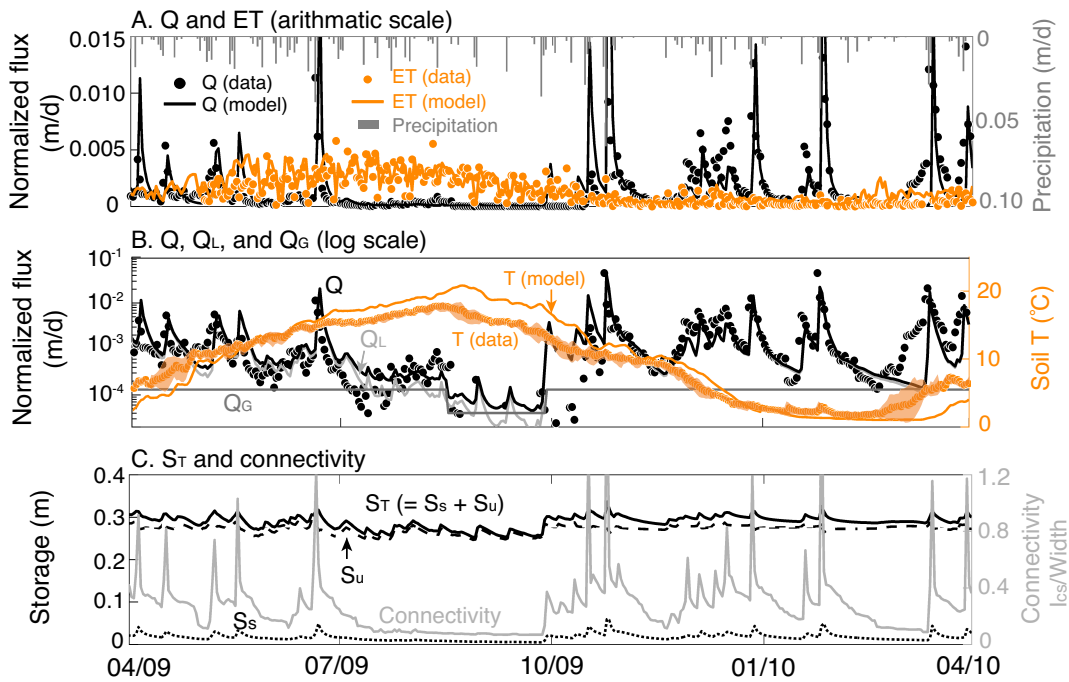 A. Q and ET (arithmatic scale)
Normalized flux
(m/d)
0.015
0.010
0.005
0
Q (data)
Q (model)
ET (data)
ET (model)
Precipitation
0
0.05
0.10
Precipitation (m/d)
B. Q, QL, and QG (log scale)
Normalized flux
(m/d)
10-1
10-2
10-3
10-4
Q
T (model)
T (data)
QL
QG
20
10
0
Soil T (°C)
C. ST and connectivity
Storage (m)
0.4
0.3
0.2
0.1
0
ST (= Ss + Su)
Su
Connectivity
Ss
1.2
0.8
0.4
0
Connectivity
Ics/Width
04/09
07/09
10/09
01/10
04/10